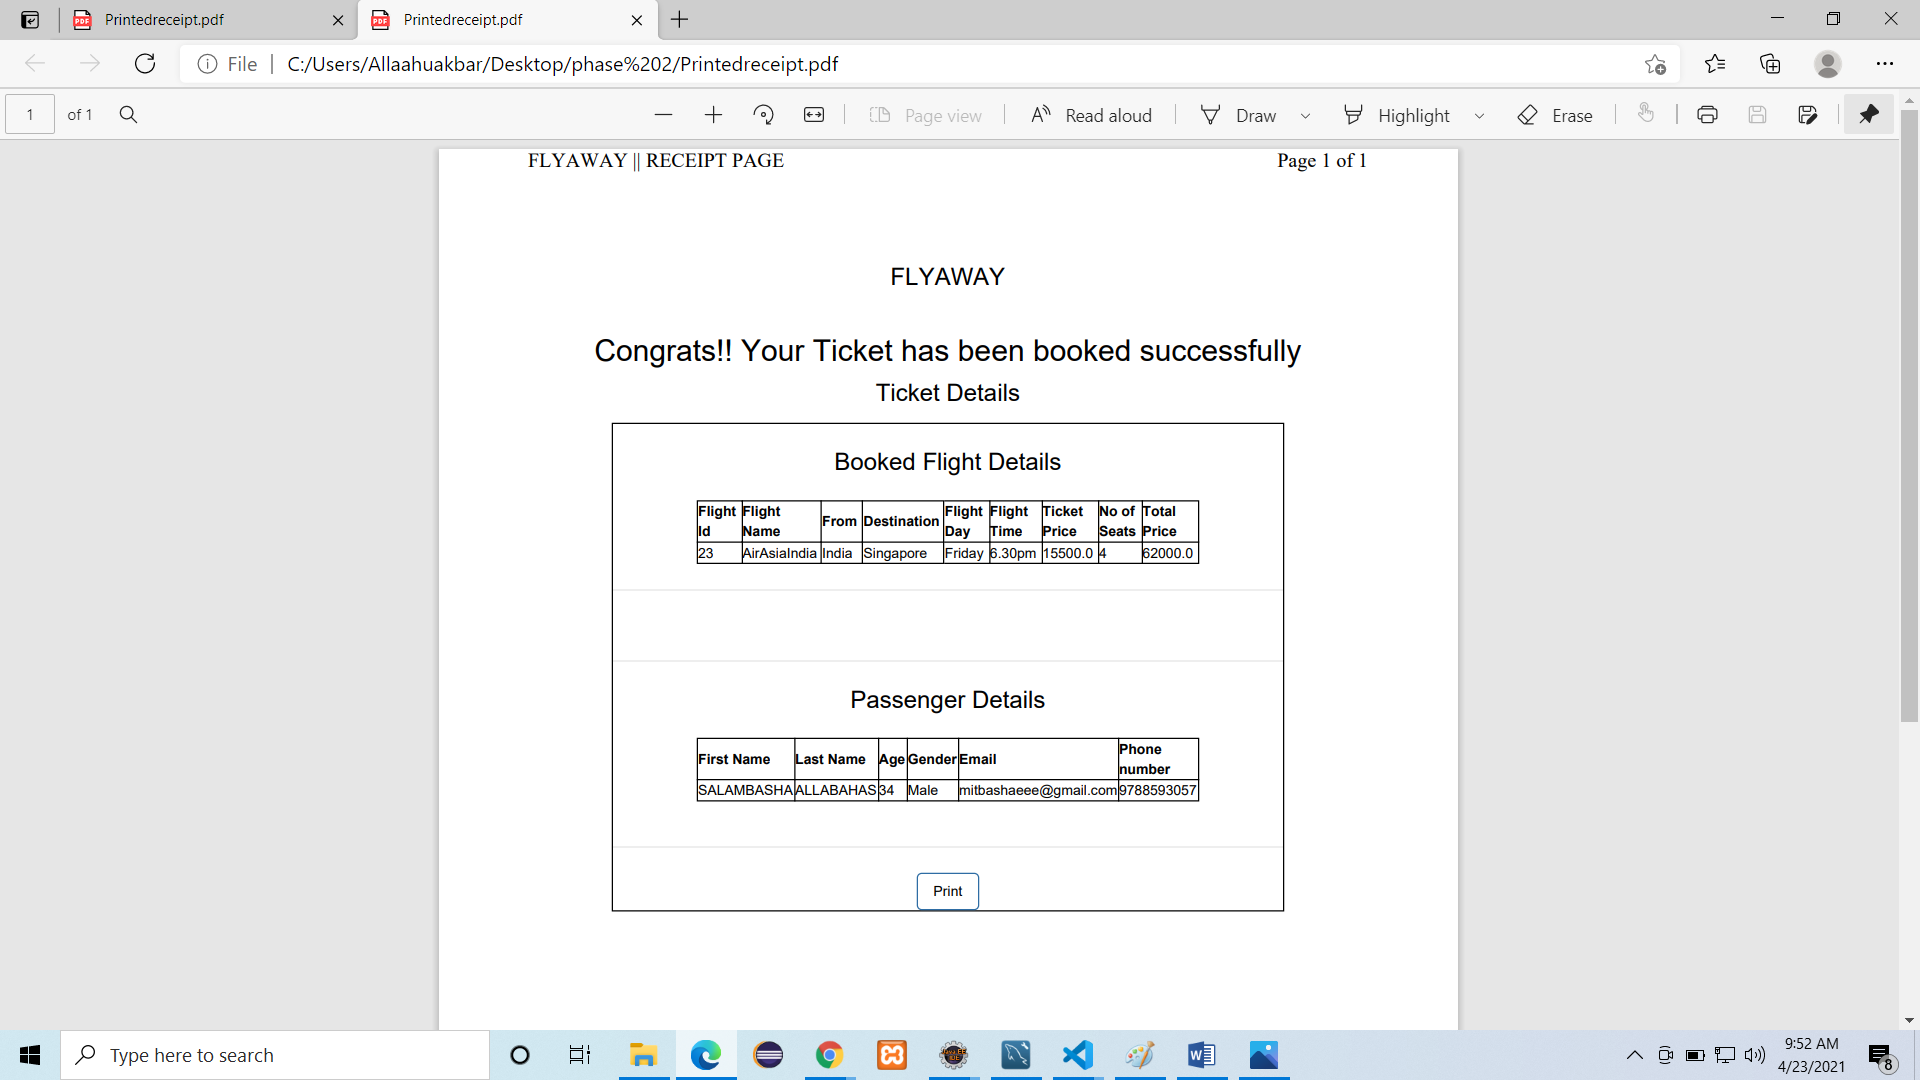 Printedreceipt.pdf
Printedreceipt.pdf
File
C:/Users/Allaahuakbar/Desktop/phase%202/Printedreceipt.pdf
1 of 1
Page view
Read aloud
Draw
Highlight
Erase
FLYAWAY || RECEIPT PAGE
Page 1 of 1
FLYAWAY
Congrats!! Your Ticket has been booked successfully
Ticket Details
Booked Flight Details
Flight Id Flight Name From Destination Flight Day Flight Time Ticket Price No of Seats Total Price
23 AirAsiaIndia India Singapore Friday 6.30pm 15500.0 4 62000.0
Passenger Details
First Name Last Name Age Gender Email Phone number
SALAMBASHA ALLABAHAS 34 Male mitbashaeee@gmail.com 9788593057
Print
Type here to search
9:52 AM
4/23/2021
8